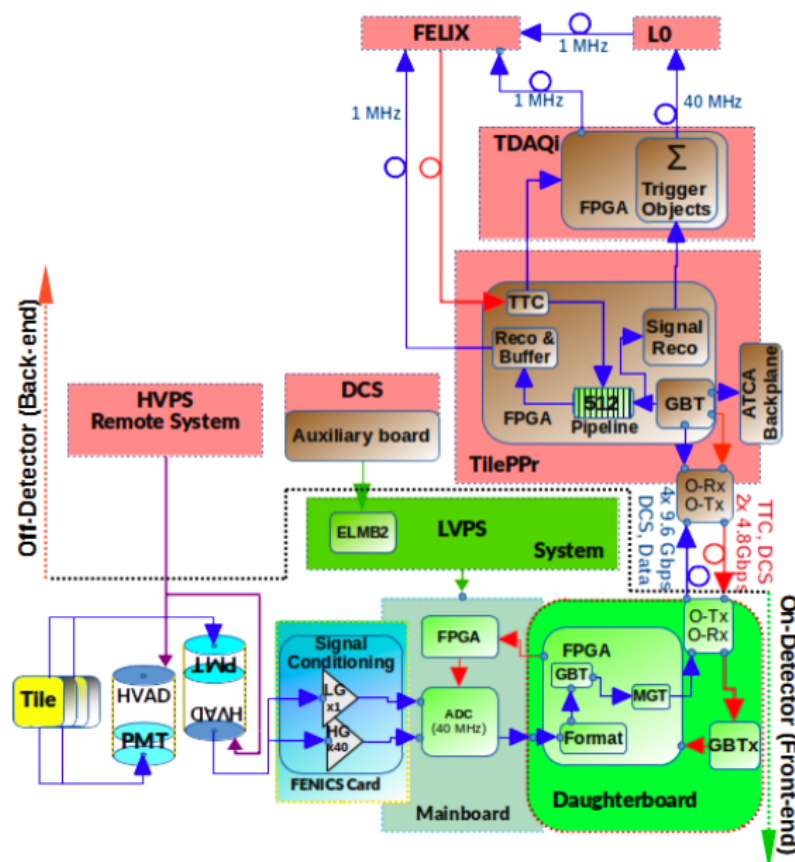 FELIX
L0
1 MHz
1 MHz
1 MHz
40 MHz
TDAQi
Σ
Trigger
Objects
FPGA
TTC
Signal
Reco
Reco &
Buffer
512
Pipeline
GBT
FPGA
TilePPr
ATCA
Backplane
Off-Detector (Back-end)
HVPS
Remote System
DCS
Auxiliary board
O-Rx
O-Tx
4x 9.6 Gbps
DCS, Data
TTC, DCS
2x 4.8Gbps
ELMB2
LVPS
System
On-Detector (Front-end)
Tile
HVAD
PMT
PMT
HVAD
Signal
Conditioning
LG
x1
HG
x40
FENICS Card
FPGA
ADC
(40 MHz)
Mainboard
FPGA
GBT
MGT
Format
O-Tx
O-Rx
GBTx
Daughterboard